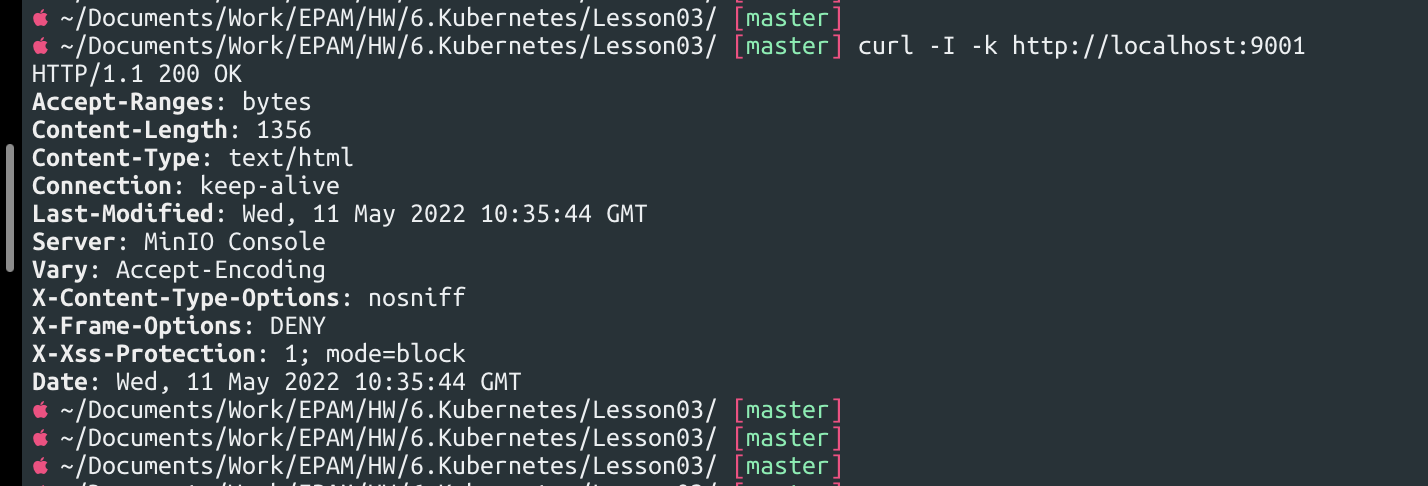 ~/Documents/Work/EPAM/HW/6.Kubernetes/Lesson03/ [master]
~/Documents/Work/EPAM/HW/6.Kubernetes/Lesson03/ [master] curl -I -k http://localhost:9001
HTTP/1.1 200 OK
Accept-Ranges: bytes
Content-Length: 1356
Content-Type: text/html
Connection: keep-alive
Last-Modified: Wed, 11 May 2022 10:35:44 GMT
Server: MinIO Console
Vary: Accept-Encoding
X-Content-Type-Options: nosniff
X-Frame-Options: DENY
X-Xss-Protection: 1; mode=block
Date: Wed, 11 May 2022 10:35:44 GMT
~/Documents/Work/EPAM/HW/6.Kubernetes/Lesson03/ [master]
~/Documents/Work/EPAM/HW/6.Kubernetes/Lesson03/ [master]
~/Documents/Work/EPAM/HW/6.Kubernetes/Lesson03/ [master]